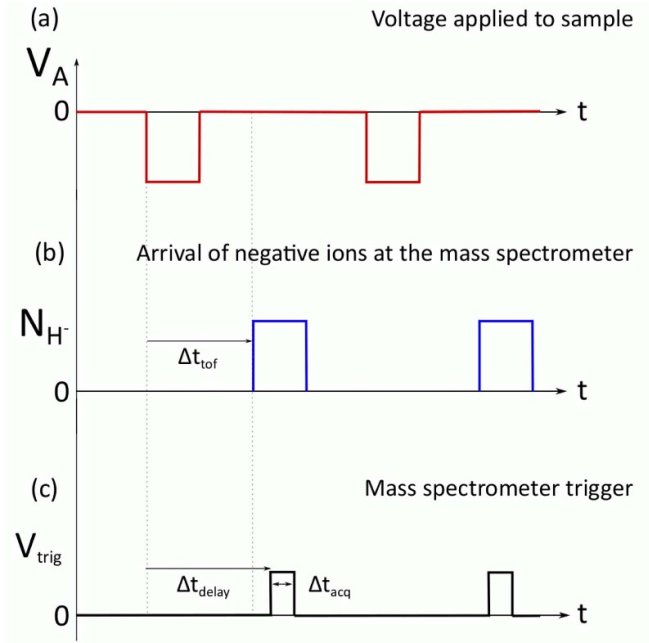 (a) Voltage applied to sample
V_A
0 t
(b) Arrival of negative ions at the mass spectrometer
N_H⁻
Δt_tof
0 t
(c) Mass spectrometer trigger
V_trig
Δt_delay Δt_acq
0 t